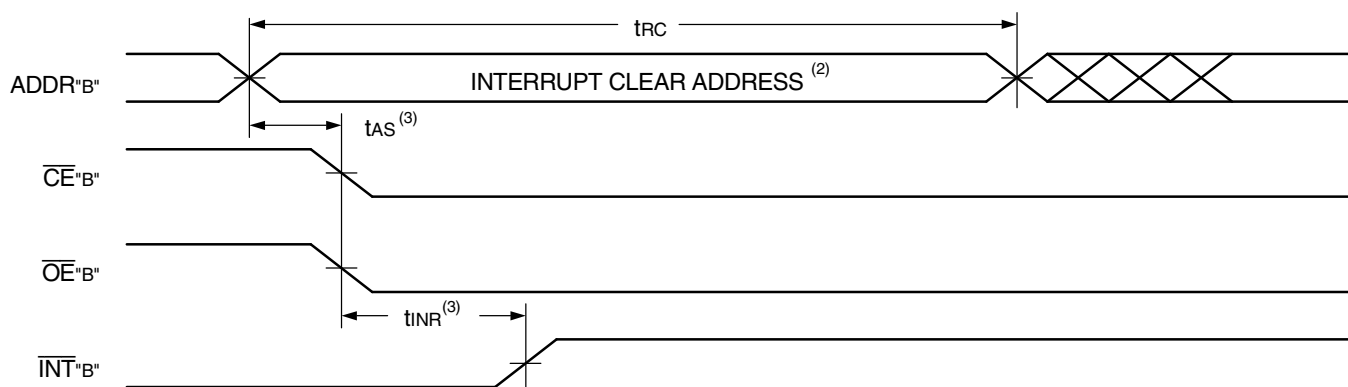 tRC
ADDR"B"
INTERRUPT CLEAR ADDRESS (2)
tAS(3)
CE"B"
OE"B"
tINR(3)
INT"B"